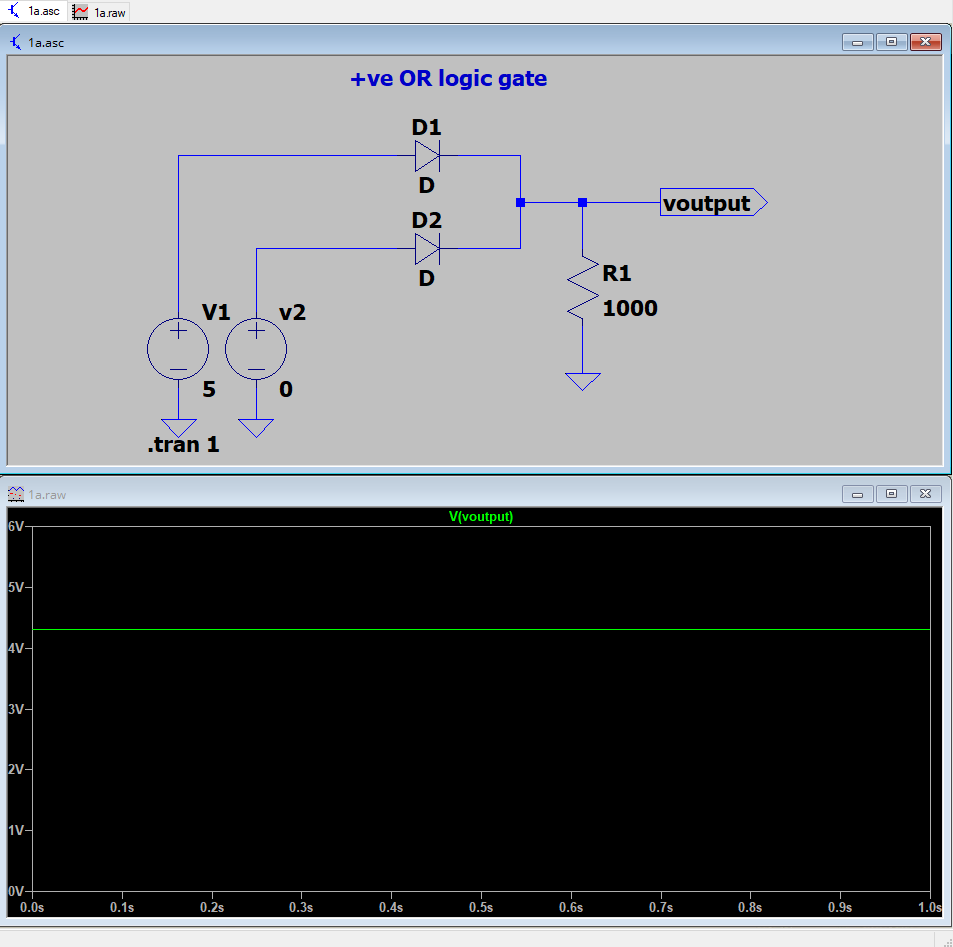 1a.asc 1a.raw
1a.asc
+ve OR logic gate
D1
D
D2
D
voutput
R1
1000
V1
v2
5
0
.tran 1
1a.raw
V(voutput)
6V
5V
4V
3V
2V
1V
0V
0.0s 0.1s 0.2s 0.3s 0.4s 0.5s 0.6s 0.7s 0.8s 0.9s 1.0s